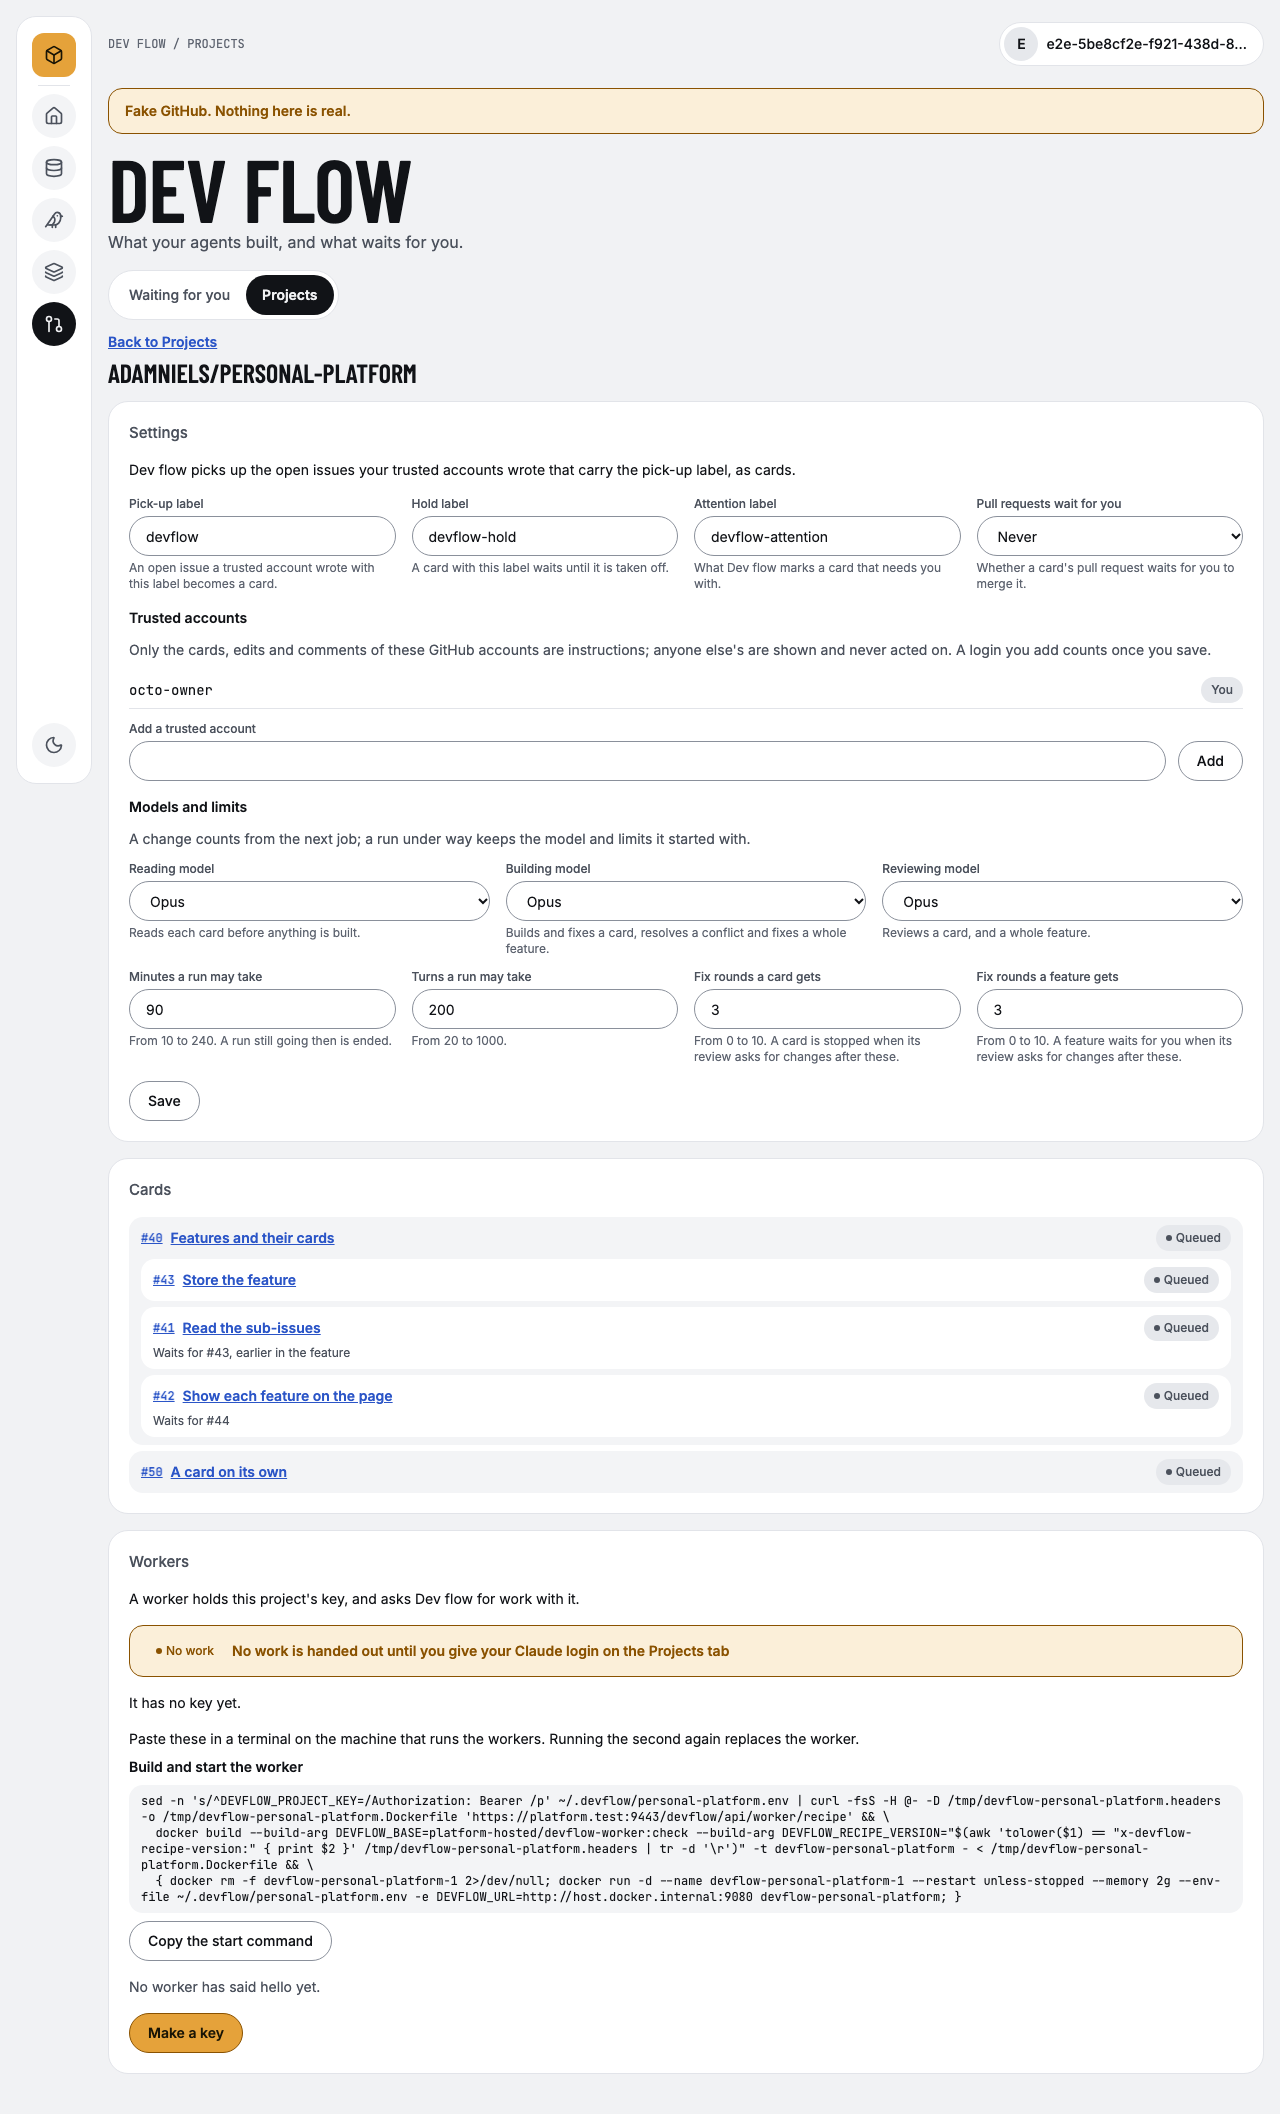 DEV FLOW / PROJECTS
E
e2e-5be8cf2e-f921-438d-8...
Fake GitHub. Nothing here is real.
DEV FLOW
What your agents built, and what waits for you.
Waiting for you
Projects
Back to Projects
ADAMNIELS/PERSONAL-PLATFORM
Settings
Dev flow picks up the open issues your trusted accounts wrote that carry the pick-up label, as cards.
Pick-up label
devflow
An open issue a trusted account wrote with
this label becomes a card.
Hold label
devflow-hold
A card with this label waits until it is taken off.
Attention label
devflow-attention
What Dev flow marks a card that needs you
with.
Pull requests wait for you
Never
Whether a card's pull request waits for you to
merge it.
Trusted accounts
Only the cards, edits and comments of these GitHub accounts are instructions; anyone else's are shown and never acted on. A login you add counts once you save.
octo-owner
You
Add a trusted account
Add
Models and limits
A change counts from the next job; a run under way keeps the model and limits it started with.
Reading model
Opus
Reads each card before anything is built.
Building model
Opus
Builds and fixes a card, resolves a conflict and fixes a whole
feature.
Reviewing model
Opus
Reviews a card, and a whole feature.
Minutes a run may take
90
From 10 to 240. A run still going then is ended.
Turns a run may take
200
From 20 to 1000.
Fix rounds a card gets
3
From 0 to 10. A card is stopped when its
review asks for changes after these.
Fix rounds a feature gets
3
From 0 to 10. A feature waits for you when its
review asks for changes after these.
Save
Cards
#40 Features and their cards
Queued
#43 Store the feature
Queued
#41 Read the sub-issues
Queued
Waits for #43, earlier in the feature
#42 Show each feature on the page
Queued
Waits for #44
#50 A card on its own
Queued
Workers
A worker holds this project's key, and asks Dev flow for work with it.
No work
No work is handed out until you give your Claude login on the Projects tab
It has no key yet.
Paste these in a terminal on the machine that runs the workers. Running the second again replaces the worker.
Build and start the worker
sed -n 's/^DEVFLOW_PROJECT_KEY=/Authorization: Bearer /p' ~/.devflow/personal-platform.env | curl -fsS -H @- -D /tmp/devflow-personal-platform.headers
-o /tmp/devflow-personal-platform.Dockerfile 'https://platform.test:9443/devflow/api/worker/recipe' && \
docker build --build-arg DEVFLOW_BASE=platform-hosted/devflow-worker:check --build-arg DEVFLOW_RECIPE_VERSION="$(awk 'tolower($1) == "x-devflow-
recipe-version:" { print $2 }' /tmp/devflow-personal-platform.headers | tr -d '\r')" -t devflow-personal-platform - < /tmp/devflow-personal-
platform.Dockerfile && \
{ docker rm -f devflow-personal-platform-1 2>/dev/null; docker run -d --name devflow-personal-platform-1 --restart unless-stopped --memory 2g --env-
file ~/.devflow/personal-platform.env -e DEVFLOW_URL=http://host.docker.internal:9080 devflow-personal-platform; }
Copy the start command
No worker has said hello yet.
Make a key